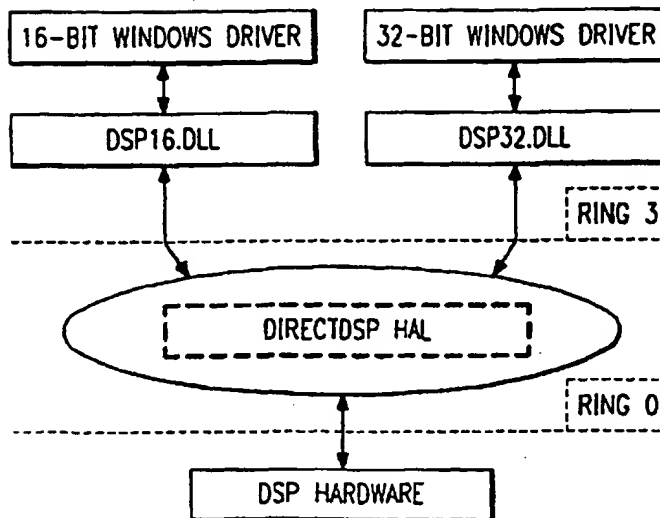 16-BIT WINDOWS DRIVER
32-BIT WINDOWS DRIVER
DSP16.DLL
DSP32.DLL
RING 3
DIRECTDSP HAL
RING 0
DSP HARDWARE